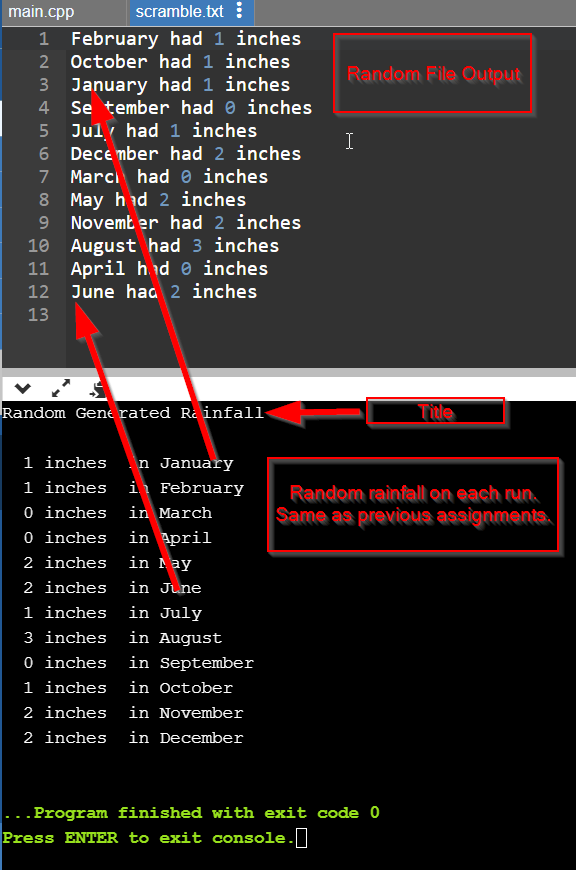 main.cpp
scramble.txt
1 February had 1 inches
2 October had 1 inches
3 January had 1 inches
4 September had 0 inches
5 July had 1 inches
6 December had 2 inches
7 March had 0 inches
8 May had 2 inches
9 November had 2 inches
10 August had 3 inches
11 April had 0 inches
12 June had 2 inches
13
Random File Output
Random Generated Rainfall
Title
1 inches in January
1 inches in February
0 inches in March
0 inches in April
2 inches in May
2 inches in June
1 inches in July
3 inches in August
0 inches in September
1 inches in October
2 inches in November
2 inches in December
Random rainfall on each run.
Same as previous assignments.
...Program finished with exit code 0
Press ENTER to exit console.